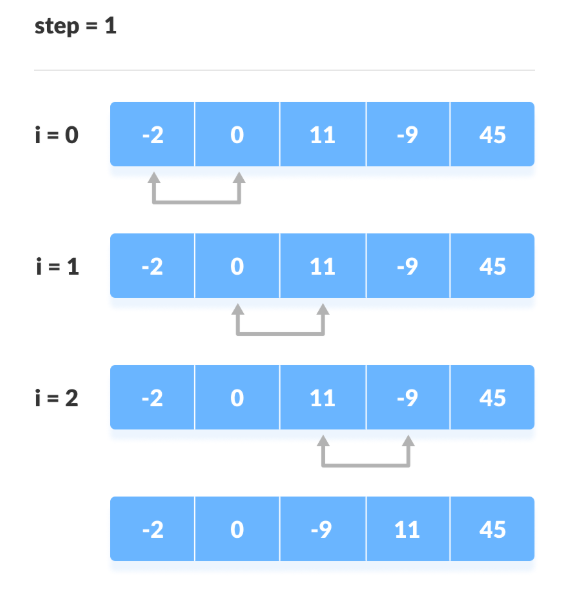 step = 1
i = 0 -2 0 11 -9 45
i = 1 -2 0 11 -9 45
i = 2 -2 0 11 -9 45
-2 0 -9 11 45